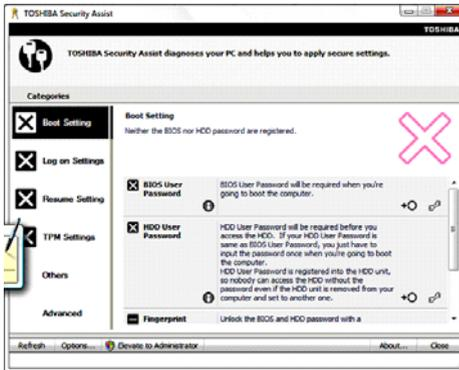 TOSHIBA Security Assist
TOSHIBA
TOSHIBA Security Assist diagnoses your PC and helps you to apply secure settings.
Categories
Boot Setting
Log on Settings
Resume Setting
TPM Settings
Others
Advanced
Boot Setting
Neither the BIOS nor HDD password are registered.
BIOS User
Password
BIOS User Password will be required when you're
going to boot the computer.
HDD User
Password
HDD User Password will be required before you
access the HDD. If your HDD User Password is
same as BIOS User Password, you just have to
input the password once when you're going to boot
the computer.
HDD User Password is registered into the HDD unit,
so nobody can access the HDD without the
password even if the HDD unit is removed from your
computer and set to another one.
Fingerprint
Unlock the BIOS and HDD password with a
Refresh Options... Elevate to Administrator About... Close